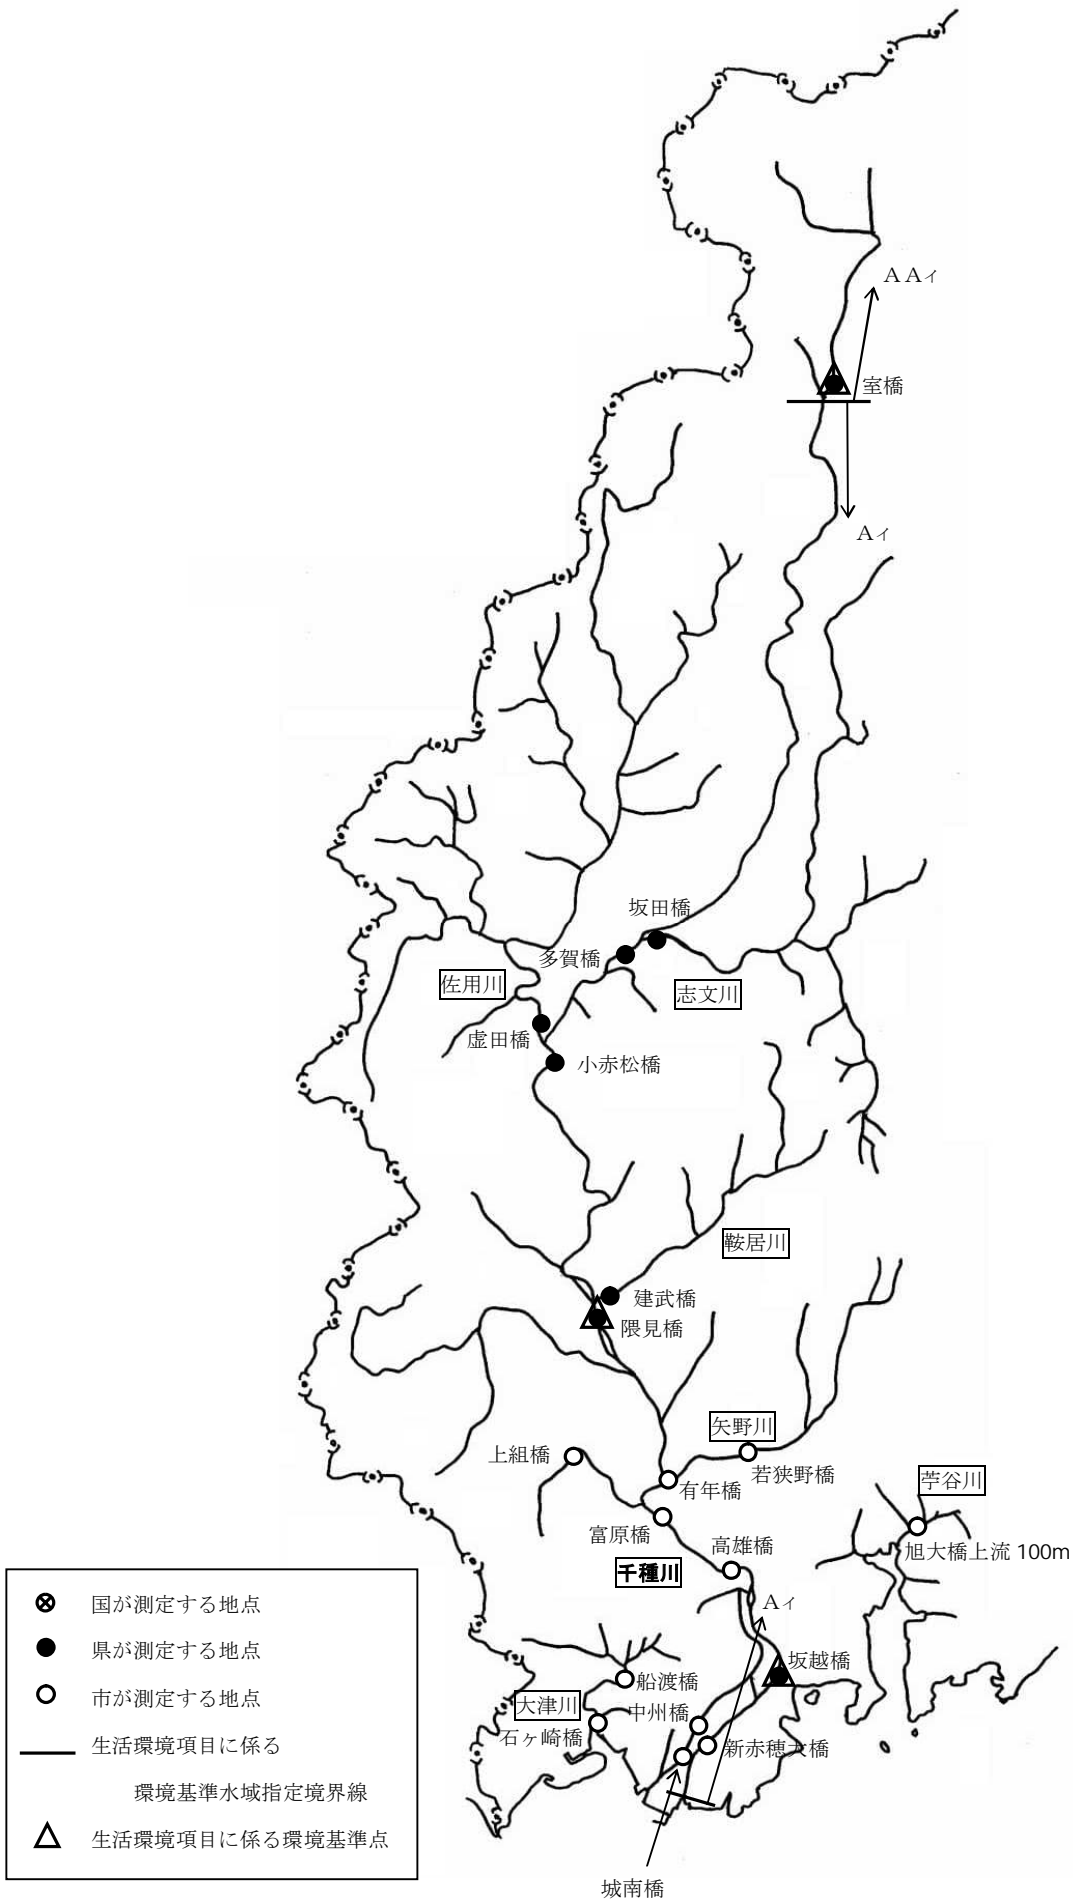 AAイ
室橋
Aイ
坂田橋
多賀橋
佐用川
志文川
虚田橋
小赤松橋
鞍居川
建武橋
隈見橋
矢野川
上組橋
若狭野橋
有年橋
苧谷川
富原橋
高雄橋
旭大橋上流 100m
千種川
国が測定する地点
Aイ
県が測定する地点
坂越橋
船渡橋
市が測定する地点
大津川
中州橋
石ヶ崎橋
新赤穂大橋
生活環境項目に係る
環境基準水域指定境界線
生活環境項目に係る環境基準点
城南橋